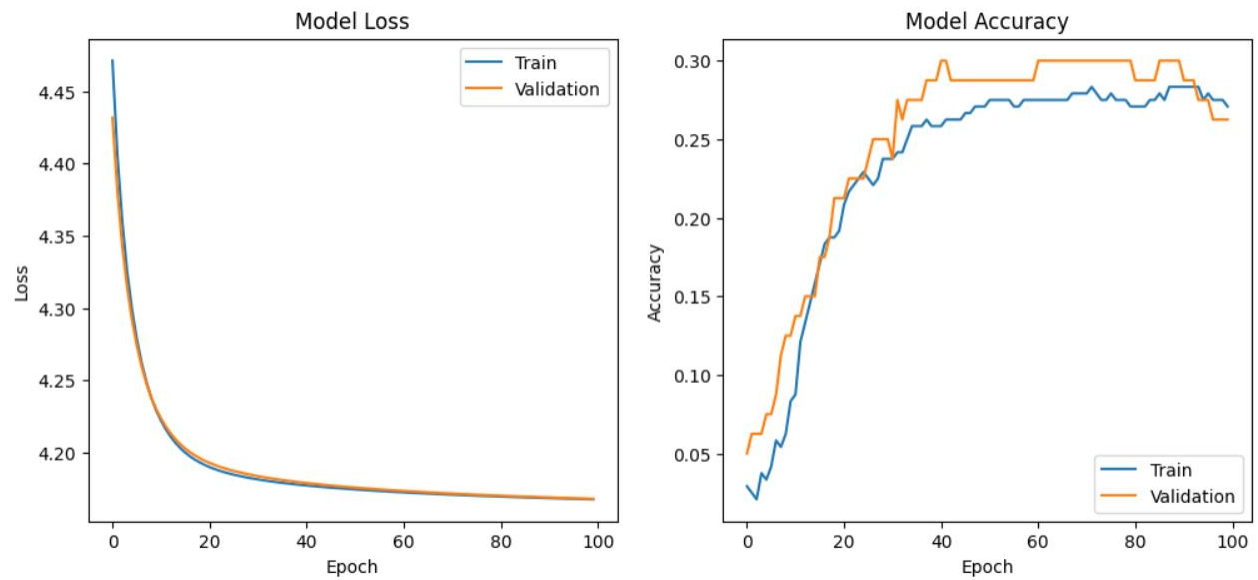 Model Loss
Train
Validation
4.45
4.40
4.35
4.30
4.25
4.20
Loss
0 20 40 60 80 100
Epoch
Model Accuracy
0.30
0.25
0.20
0.15
0.10
0.05
Accuracy
Train
Validation
0 20 40 60 80 100
Epoch